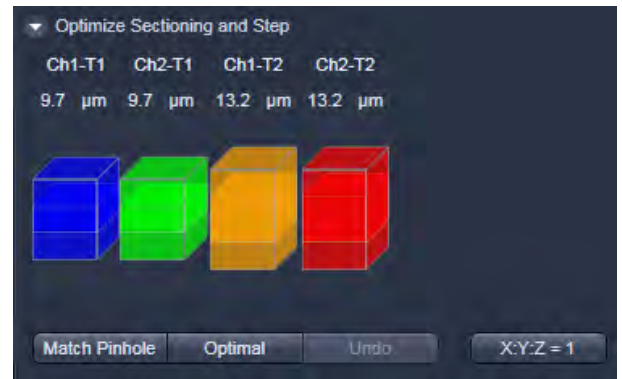 Optimize Sectioning and Step
Ch1-T1 Ch2-T1 Ch1-T2 Ch2-T2
9.7 µm 9.7 µm 13.2 µm 13.2 µm
Match Pinhole Optimal Undo X:Y:Z = 1